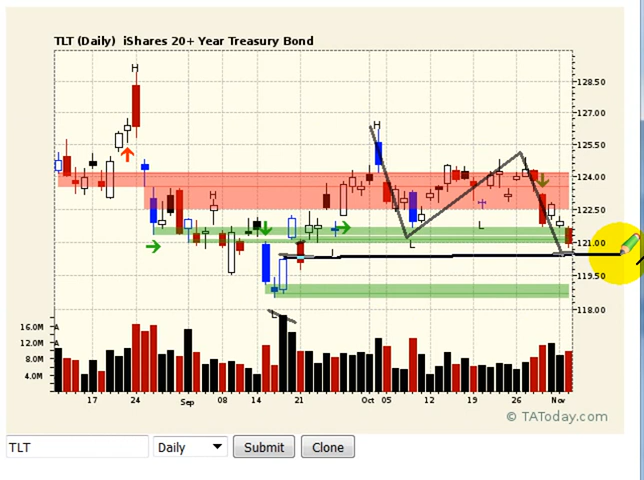 TLT (Daily) iShares 20+ Year Treasury Bond
H
128.50
127.00
H
125.50
124.00
H
122.50
L
L
121.00
119.50
118.00
L
16.0M A
12.0M A
8.0M
4.0M
17 24 Sep 08 14 21 Oct 05 12 19 26 Nov
© TAToday.com
TLT Daily Submit Clone